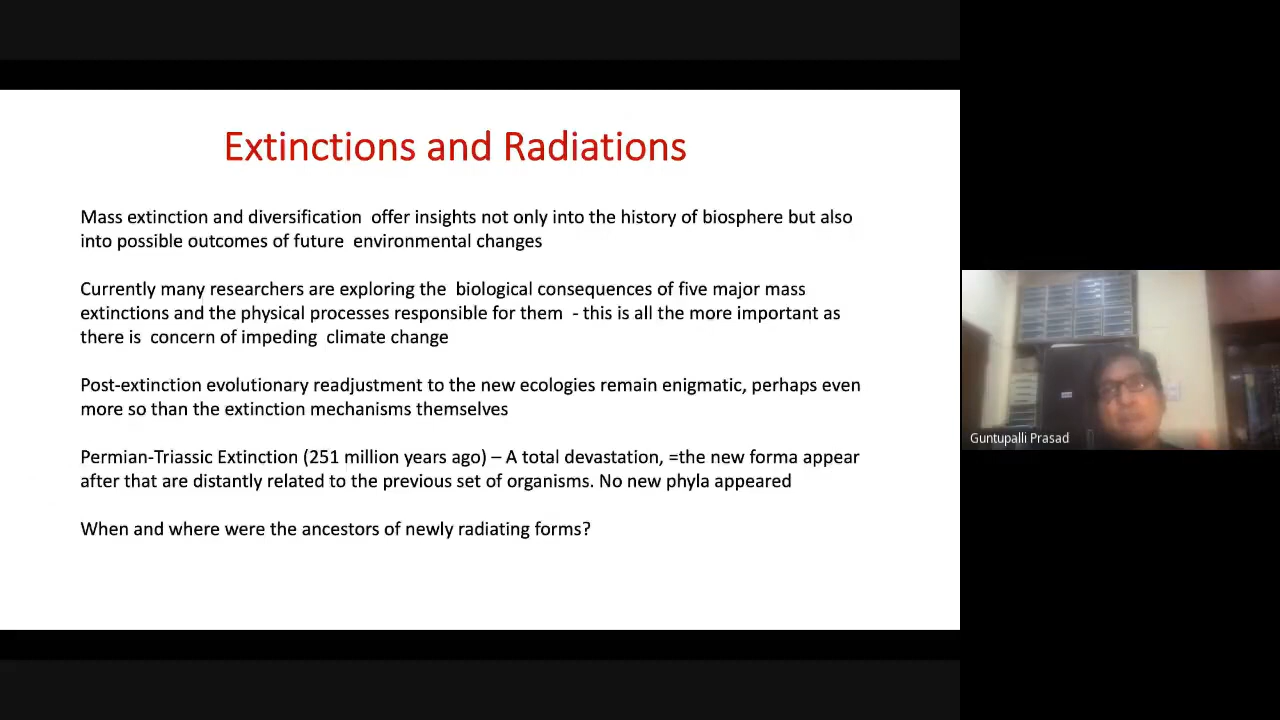 Extinctions and Radiations
Mass extinction and diversification  offer insights not only into the history of biosphere but also
into possible outcomes of future  environmental changes
Currently many researchers are exploring the  biological consequences of five major mass
extinctions and the physical processes responsible for them  - this is all the more important as
there is  concern of impeding  climate change
Post-extinction evolutionary readjustment to the new ecologies remain enigmatic, perhaps even
more so than the extinction mechanisms themselves
Permian-Triassic Extinction (251 million years ago) – A total devastation, =the new forma appear
after that are distantly related to the previous set of organisms. No new phyla appeared
When and where were the ancestors of newly radiating forms?
Guntupalli Prasad